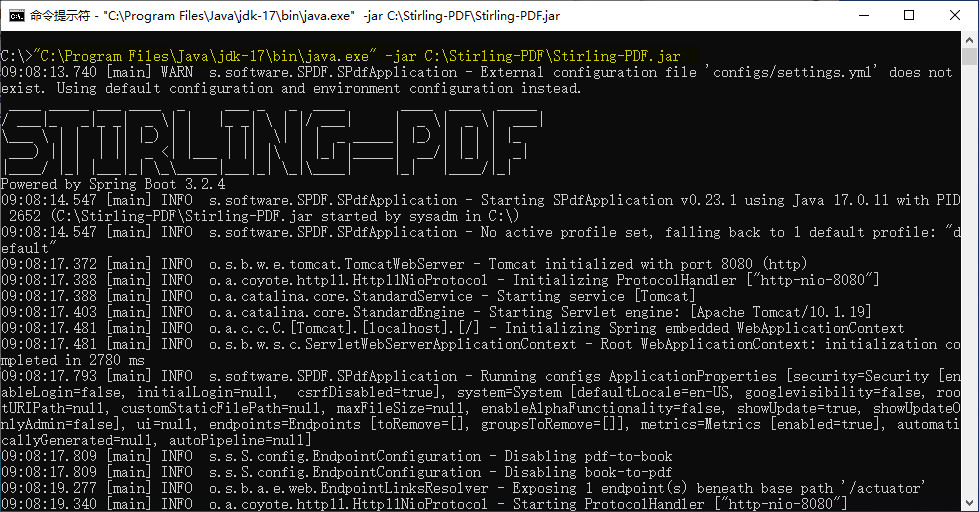 命令提示符 - "C:\Program Files\Java\jdk-17\bin\java.exe"  -jar C:\Stirling-PDF\Stirling-PDF.jar
C:\>"C:\Program Files\Java\jdk-17\bin\java.exe" -jar C:\Stirling-PDF\Stirling-PDF.jar
09:08:13.740 [main] WARN  s.software.SPDF.SPdfApplication - External configuration file 'configs/settings.yml' does not
exist. Using default configuration and environment configuration instead.
STIRLING-PDF
Powered by Spring Boot 3.2.4
09:08:14.547 [main] INFO  s.software.SPDF.SPdfApplication - Starting SPdfApplication v0.23.1 using Java 17.0.11 with PID
 2652 (C:\Stirling-PDF\Stirling-PDF.jar started by sysadm in C:\)
09:08:14.547 [main] INFO  s.software.SPDF.SPdfApplication - No active profile set, falling back to 1 default profile: "d
efault"
09:08:17.372 [main] INFO  o.s.b.w.e.tomcat.TomcatWebServer - Tomcat initialized with port 8080 (http)
09:08:17.388 [main] INFO  o.a.coyote.http11.Http11NioProtocol - Initializing ProtocolHandler ["http-nio-8080"]
09:08:17.388 [main] INFO  o.a.catalina.core.StandardService - Starting service [Tomcat]
09:08:17.403 [main] INFO  o.a.catalina.core.StandardEngine - Starting Servlet engine: [Apache Tomcat/10.1.19]
09:08:17.481 [main] INFO  o.a.c.c.C.[Tomcat].[localhost].[/] - Initializing Spring embedded WebApplicationContext
09:08:17.481 [main] INFO  o.s.b.w.s.c.ServletWebServerApplicationContext - Root WebApplicationContext: initialization co
mpleted in 2780 ms
09:08:17.793 [main] INFO  s.software.SPDF.SPdfApplication - Running configs ApplicationProperties [security=Security [en
ableLogin=false, initialLogin=null,  csrfDisabled=true], system=System [defaultLocale=en-US, googlevisibility=false, roo
tURIPath=null, customStaticFilePath=null, maxFileSize=null, enableAlphaFunctionality=false, showUpdate=true, showUpdateO
nlyAdmin=false], ui=null, endpoints=Endpoints [toRemove=[], groupsToRemove=[]], metrics=Metrics [enabled=true], automati
callyGenerated=null, autoPipeline=null]
09:08:17.809 [main] INFO  s.s.S.config.EndpointConfiguration - Disabling pdf-to-book
09:08:17.809 [main] INFO  s.s.S.config.EndpointConfiguration - Disabling book-to-pdf
09:08:19.277 [main] INFO  o.s.b.a.e.web.EndpointLinksResolver - Exposing 1 endpoint(s) beneath base path '/actuator'
09:08:19.340 [main] INFO  o.a.coyote.http11.Http11NioProtocol - Starting ProtocolHandler ["http-nio-8080"]